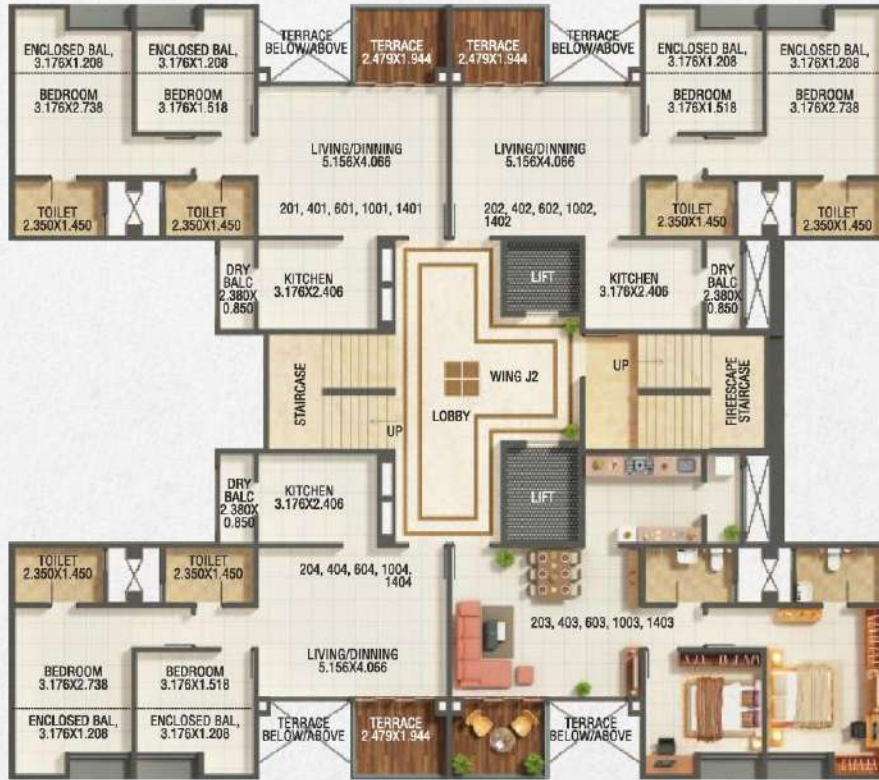 ENCLOSED BAL,
3.176X1.208
BEDROOM
3.176X2.738
ENCLOSED BAL,
3.176X1.208
BEDROOM
3.176X1.518
TERRACE
BELOW/ABOVE
TERRACE
2.479X1.944
TERRACE
2.479X1.944
TERRACE
BELOW/ABOVE
ENCLOSED BAL,
3.176X1.208
BEDROOM
3.176X1.518
ENCLOSED BAL,
3.176X1.208
BEDROOM
3.176X2.738
LIVING/DINNING
5.156X4.066
LIVING/DINNING
5.156X4.066
TOILET
2.350X1.450
TOILET
2.350X1.450
201, 401, 601, 1001, 1401
202, 402, 602, 1002,
1402
TOILET
2.350X1.450
TOILET
2.350X1.450
DRY
BALC
2.380X
0.850
KITCHEN
3.176X2.406
LIFT
KITCHEN
3.176X2.406
DRY
BALC
2.380X
0.850
STAIRCASE
UP
WING J2
LOBBY
UP
FIREESCAPE
STAIRCASE
DRY
BALC
2.380X
0.850
KITCHEN
3.176X2.406
LIFT
TOILET
2.350X1.450
TOILET
2.350X1.450
204, 404, 604, 1004,
1404
203, 403, 603, 1003, 1403
LIVING/DINNING
5.156X4.066
BEDROOM
3.176X2.738
ENCLOSED BAL,
3.176X1.208
BEDROOM
3.176X1.518
ENCLOSED BAL,
3.176X1.208
TERRACE
BELOW/ABOVE
TERRACE
2.479X1.944
TERRACE
BELOW/ABOVE